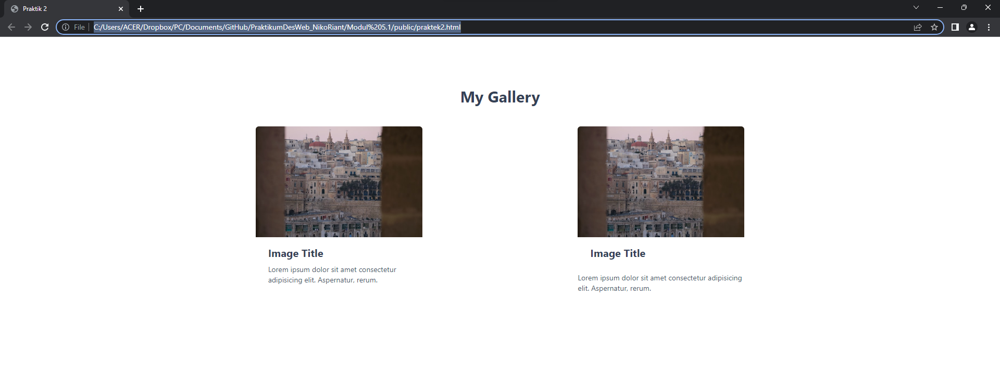 Praktik 2
File
C:/Users/ACER/Dropbox/PC/Documents/GitHub/PraktikumDesWeb_NikoRiant/Modul%205.1/public/praktek2.html
My Gallery
Image Title
Lorem ipsum dolor sit amet consectetur
adipisicing elit. Aspernatur, rerum.
Image Title
Lorem ipsum dolor sit amet consectetur adipisicing
elit. Aspernatur, rerum.